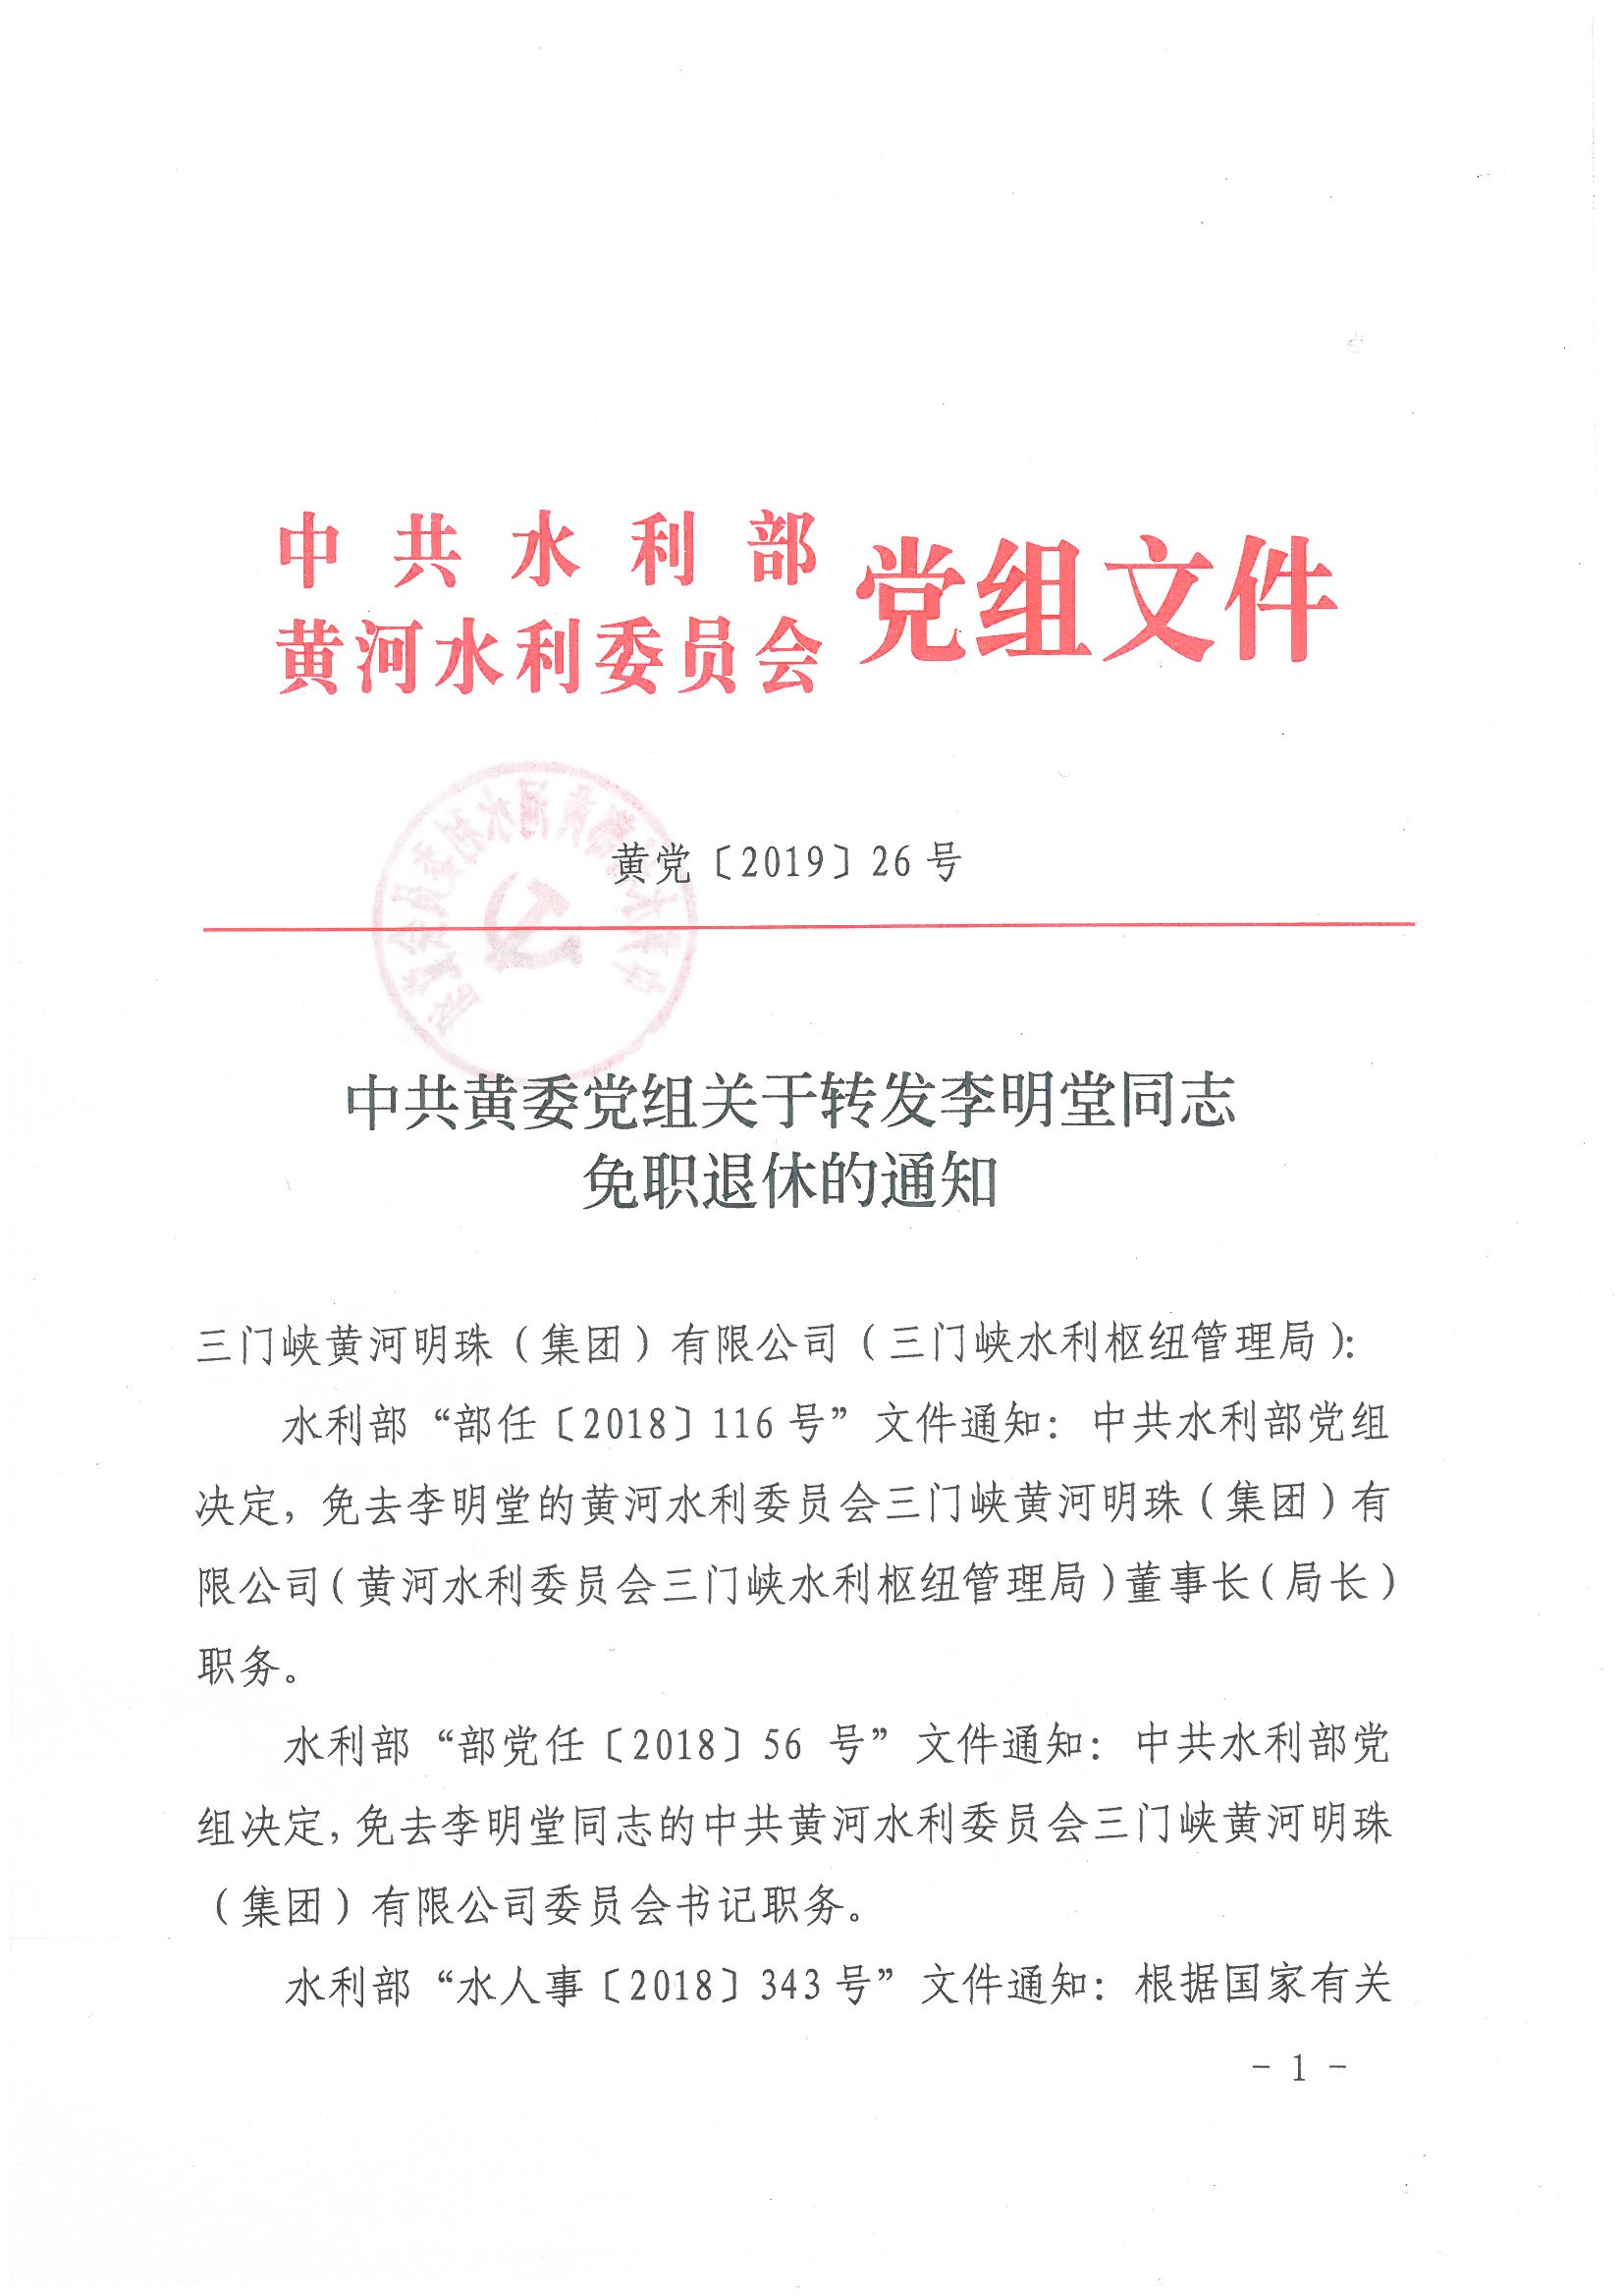 中共水利部
黄河水利委员会
党组文件
黄党〔2019〕26号
中共黄委党组关于转发李明堂同志
免职退休的通知
三门峡黄河明珠（集团）有限公司（三门峡水利枢纽管理局）：
水利部“部任〔2018〕116号”文件通知：中共水利部党组
决定，免去李明堂的黄河水利委员会三门峡黄河明珠（集团）有
限公司（黄河水利委员会三门峡水利枢纽管理局）董事长（局长）
职务。
水利部“部党任〔2018〕56 号”文件通知：中共水利部党
组决定，免去李明堂同志的中共黄河水利委员会三门峡黄河明珠
（集团）有限公司委员会书记职务。
水利部“水人事〔2018〕343号”文件通知：根据国家有关
- 1 -